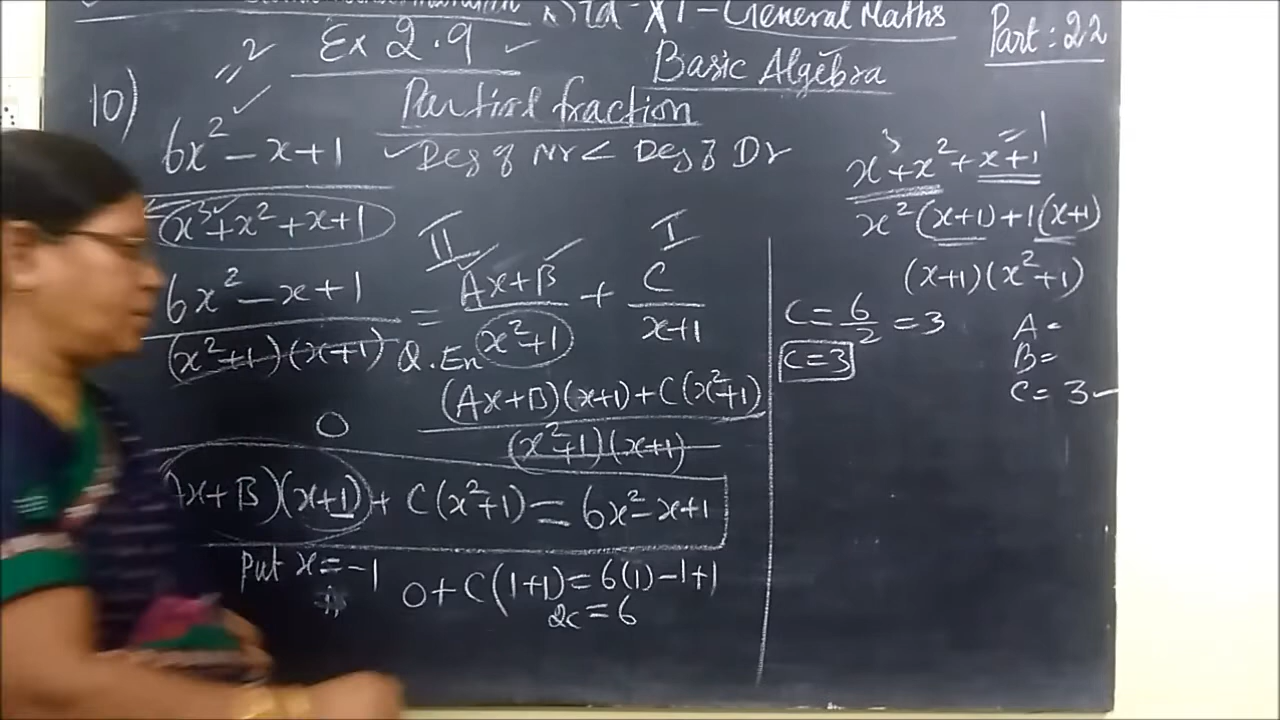 Std-XI-General Maths
Part: 22
Ex 2.9
Basic Algebra
10)
Partial fraction
6x² - x + 1
Deg of Nr < Deg of Dr
x³ + x² + x + 1
II
I
6x² - x + 1 / (x² + 1)(x + 1) = Ax + B / x² + 1 + C / x + 1
(Ax + B)(x + 1) + C(x² + 1)
(x² + 1)(x + 1)
0
Ax + B)(x + 1) + C(x² + 1) = 6x² - x + 1
Put x = -1
0 + C(1 + 1) = 6(1) - 1 + 1
2c = 6
x³ + x² + x + 1
x²(x + 1) + 1(x + 1)
(x + 1)(x² + 1)
C = 6/2 = 3
C = 3
A =
B =
C = 3